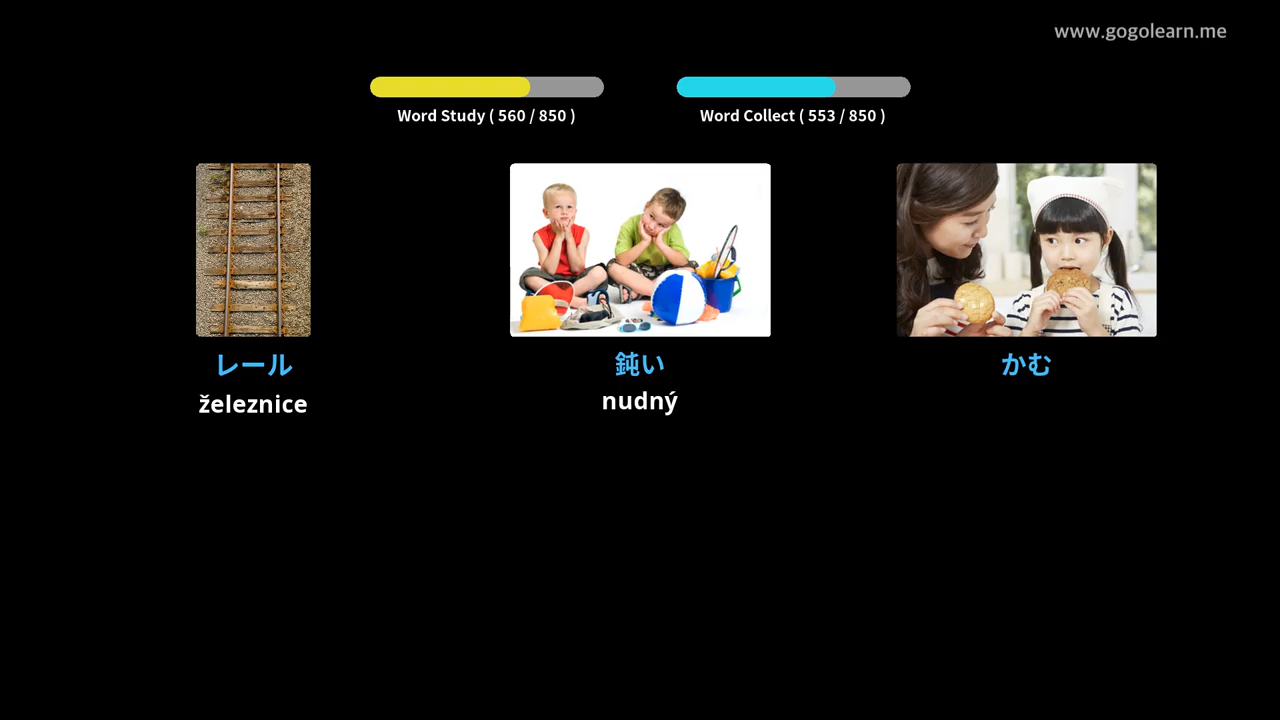 www.gogolearn.me
Word Study ( 560 / 850 )
Word Collect ( 553 / 850 )
レール
železnice
鈍い
nudný
かむ